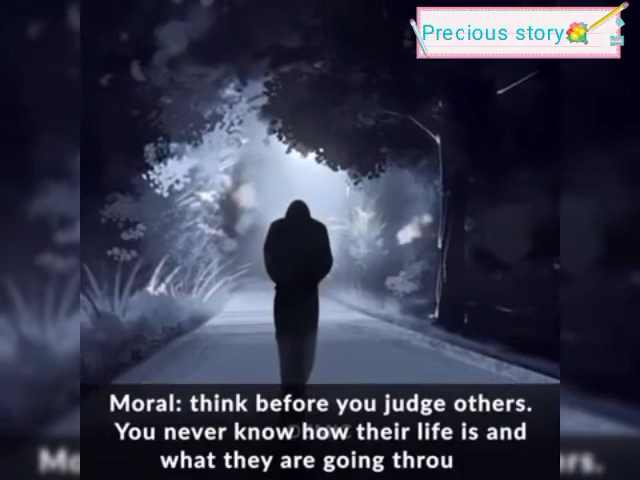 Precious story
Moral: think before you judge others.
You never know how their life is and
what they are going throu